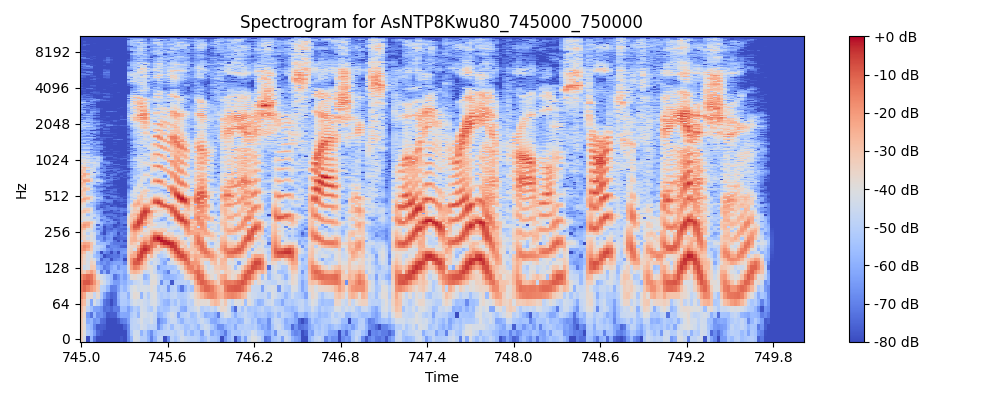 Spectrogram for AsNTP8Kwu80_745000_750000
8192
4096
2048
1024
512
256
128
64
0
Hz
745.0 745.6 746.2 746.8 747.4 748.0 748.6 749.2 749.8
Time
+0 dB
-10 dB
-20 dB
-30 dB
-40 dB
-50 dB
-60 dB
-70 dB
-80 dB